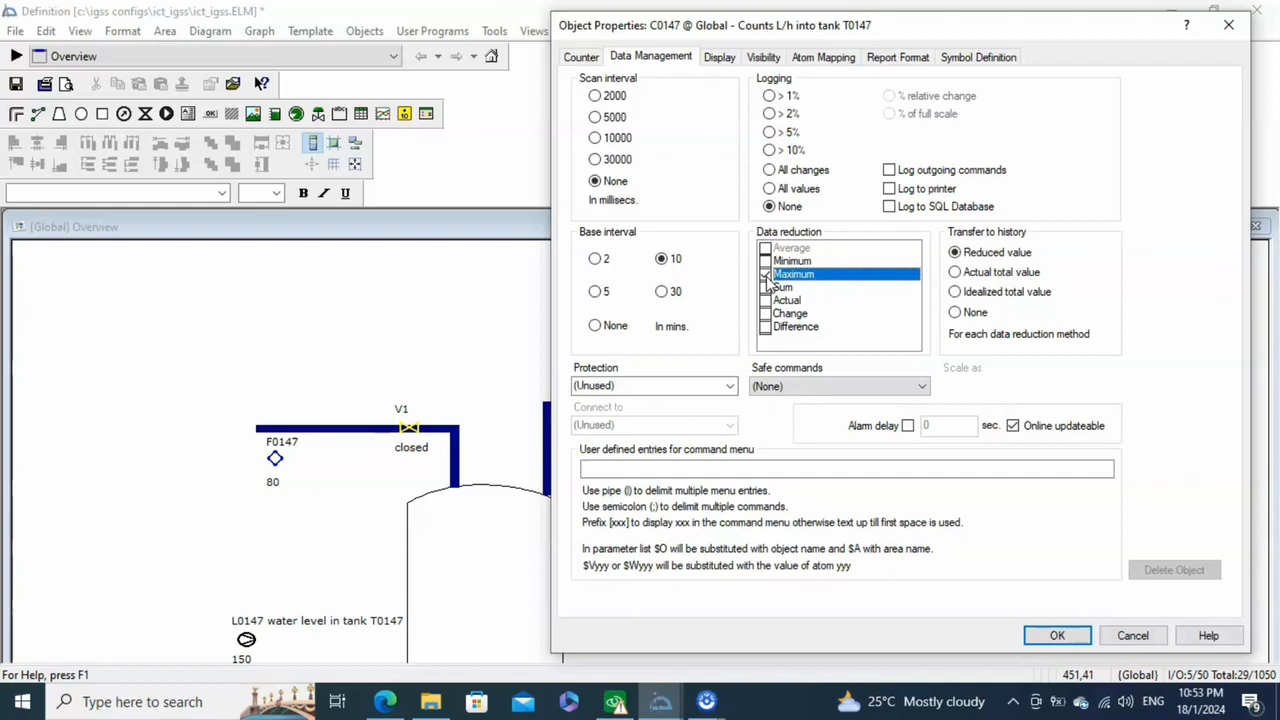 Definition [c:\igss configs\ict_igss\ict_igss.ELM] *
File Edit View Format Area Diagram Graph Template Objects User Programs Tools Views
Overview
B I U
[Global] Overview
V1
F0147
closed
80
L0147 water level in tank T0147
150
Object Properties: C0147 @ Global - Counts L/h into tank T0147
Counter Data Management Display Visibility Atom Mapping Report Format Symbol Definition
Scan interval
2000
5000
10000
30000
None
In millisecs.
Logging
> 1%
> 2%
> 5%
> 10%
All changes
All values
None
% relative change
% of full scale
Log outgoing commands
Log to printer
Log to SQL Database
Base interval
2 10
5 30
None In mins.
Data reduction
Average
Minimum
Maximum
Sum
Actual
Change
Difference
Transfer to history
Reduced value
Actual total value
Idealized total value
None
For each data reduction method
Protection
(Unused)
Safe commands
(None)
Scale as
Connect to
(Unused)
Alarm delay 0 sec. Online updateable
User defined entries for command menu
Use pipe (|) to delimit multiple menu entries.
Use semicolon (;) to delimit multiple commands.
Prefix [xxx] to display xxx in the command menu otherwise text up till first space is used.
In parameter list $O will be substituted with object name and $A with area name.
$Vyyy or $Wyyy will be substituted with the value of atom yyy
Delete Object
OK Cancel Help
For Help, press F1
451,41 {Global} I/O:5/50 Total:29/1050
Type here to search
25°C Mostly cloudy
ENG
10:53 PM
18/1/2024
9